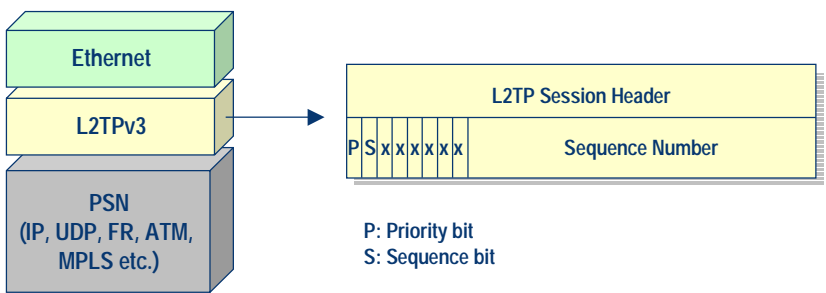 Ethernet
L2TPv3
PSN
(IP, UDP, FR, ATM,
MPLS etc.)
L2TP Session Header
P S x x x x x x Sequence Number
P: Priority bit
S: Sequence bit